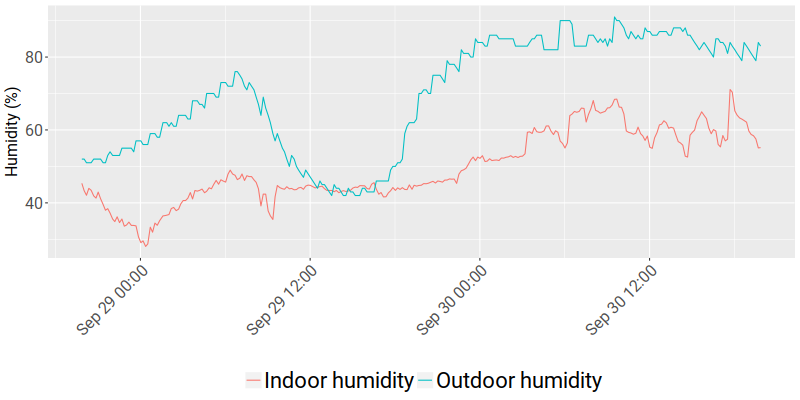 Humidity (%)
80
60
40
Sep 29 00:00
Sep 29 12:00
Sep 30 00:00
Sep 30 12:00
Indoor humidity Outdoor humidity